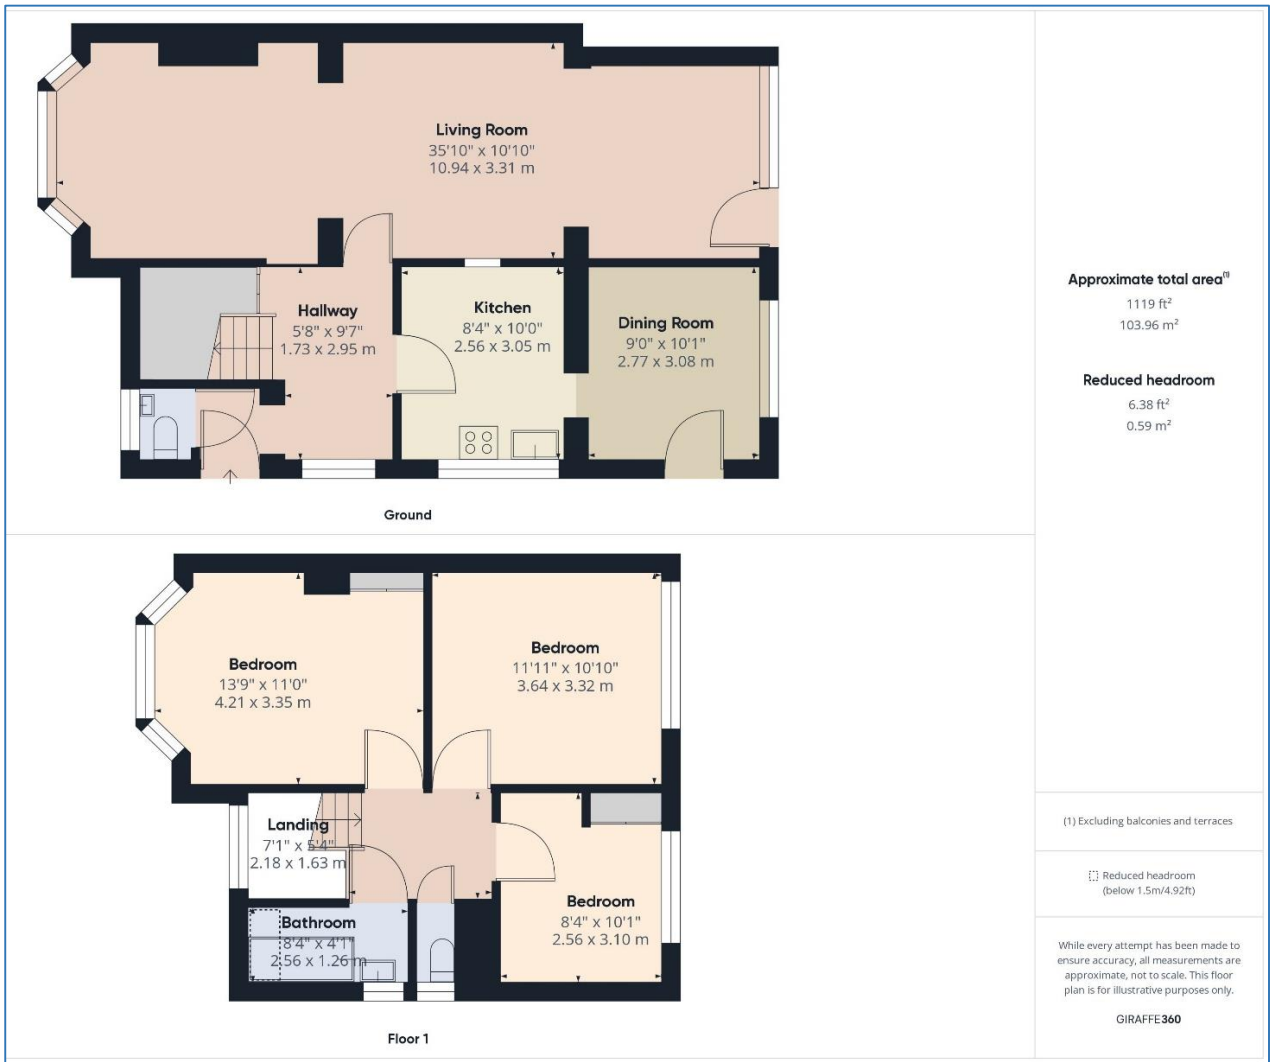 Living Room
35'10" x 10'10"
10.94 x 3.31 m
Hallway
5'8" x 9'7"
1.73 x 2.95 m
Kitchen
8'4" x 10'0"
2.56 x 3.05 m
Dining Room
9'0" x 10'1"
2.77 x 3.08 m
Ground
Bedroom
13'9" x 11'0"
4.21 x 3.35 m
Bedroom
11'11" x 10'10"
3.64 x 3.32 m
Landing
7'1" x 5'4"
2.18 x 1.63 m
Bathroom
8'4" x 4'1"
2.56 x 1.26 m
Bedroom
8'4" x 10'1"
2.56 x 3.10 m
Floor 1
Approximate total area⁽¹⁾
1119 ft²
103.96 m²
Reduced headroom
6.38 ft²
0.59 m²
(1) Excluding balconies and terraces
Reduced headroom
(below 1.5m/4.92ft)
While every attempt has been made to
ensure accuracy, all measurements are
approximate, not to scale. This floor
plan is for illustrative purposes only.
GIRAFFE360